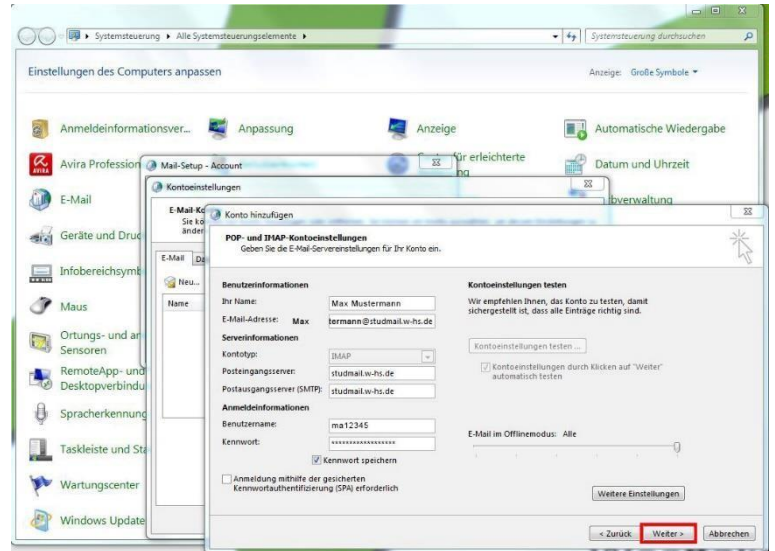 Systemsteuerung Alle Systemsteuerungselemente
Systemsteuerung durchsuchen
Einstellungen des Computers anpassen
Anzeige: Große Symbole
Anmeldeinformationsver...
Anpassung
Anzeige
Automatische Wiedergabe
Avira Profession
für erleichterte
Datum und Uhrzeit
E-Mail
Geräte und Druc
Infobereichsymb
Maus
Ortungs- und an
Sensoren
RemoteApp- und
Desktopverbindu
Spracherkennung
Taskleiste und Sta
Wartungscenter
Windows Update
Mail-Setup - Account
Kontoeinstellungen
E-Mail-Ko
Sie kö
änder
E-Mail
Neu...
Name
Konto hinzufügen
POP- und IMAP-Kontoeinstellungen
Geben Sie die E-Mail-Servereinstellungen für Ihr Konto ein.
Benutzerinformationen
Ihr Name:
Max Mustermann
E-Mail-Adresse:
Max
termann@studmail.w-hs.de
Serverinformationen
Kontotyp:
IMAP
Posteingangsserver:
studmail.w-hs.de
Postausgangsserver (SMTP):
studmail.w-hs.de
Anmeldeinformationen
Benutzername:
ma12345
Kennwort:
******************
Kennwort speichern
Anmeldung mithilfe der gesicherten
Kennwortauthentifizierung (SPA) erforderlich
Kontoeinstellungen testen
Wir empfehlen Ihnen, das Konto zu testen, damit
sichergestellt ist, dass alle Einträge richtig sind.
Kontoeinstellungen testen ...
Kontoeinstellungen durch Klicken auf "Weiter"
automatisch testen
E-Mail im Offlinemodus: Alle
Weitere Einstellungen
< Zurück
Weiter >
Abbrechen